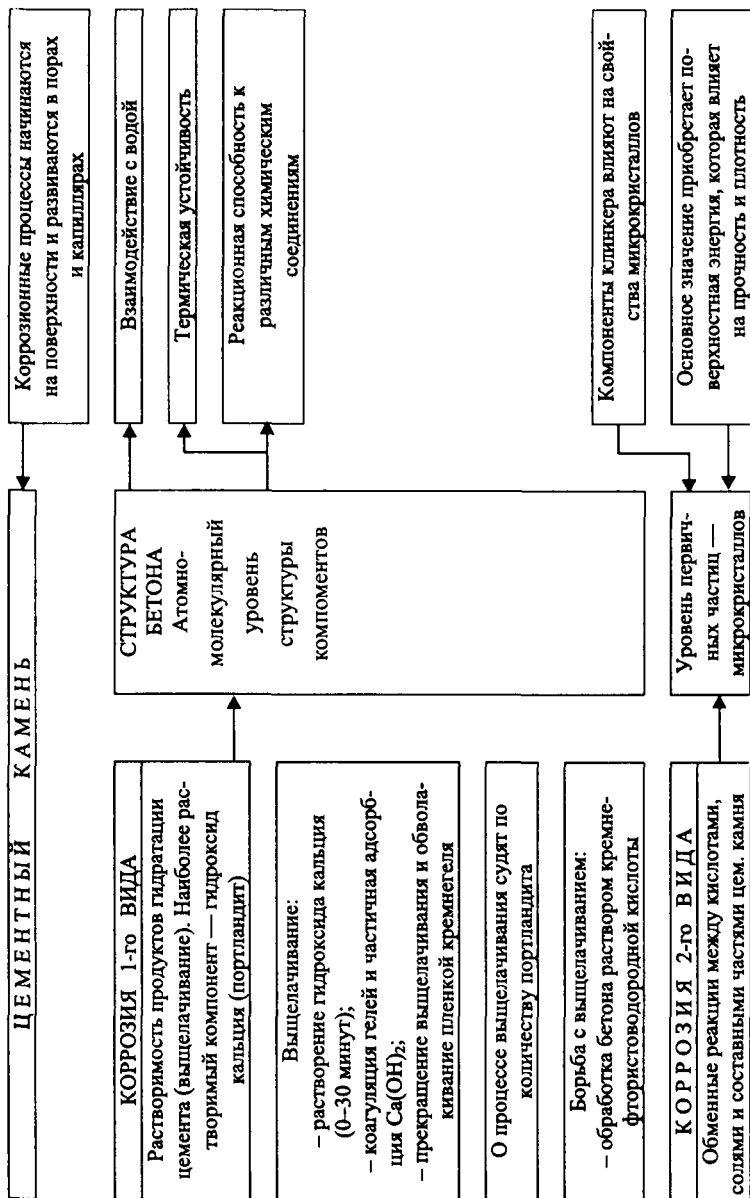 ЦЕМЕНТНЫЙ КАМЕНЬ
Коррозионные процессы начинаются
на поверхности и развиваются в порах
и капиллярах
КОРРОЗИЯ 1-го ВИДА
Растворимость продуктов гидратации
цемента (выщелачивание). Наиболее рас-
творимый компонент — гидроксид
кальция (портландит)
СТРУКТУРА
БЕТОНА
Атомно-
молекулярный
уровень
структуры
компоментов
Взаимодействие с водой
Термическая устойчивость
Реакционная способность к
различным химическим
соединениям
Выщелачивание:
– растворение гидроксида кальция
(0–30 минут);
– коагуляция гелей и частичная адсорб-
ция Ca(OH)₂;
– прекращение выщелачивания и обвола-
кивание пленкой кремнегеля
О процессе выщелачивания судят по
количеству портландита
Борьба с выщелачиванием:
– обработка бетона раствором кремне-
фтористоводородной кислоты
КОРРОЗИЯ 2-го ВИДА
Обменные реакции между кислотами,
солями и составными частями цем. камня
Уровень первич-
ных частиц —
микрокристаллов
Компоненты клинкера влияют на свой-
ства микрокристаллов
Основное значение приобретает по-
верхностная энергия, которая влияет
на прочность и плотность